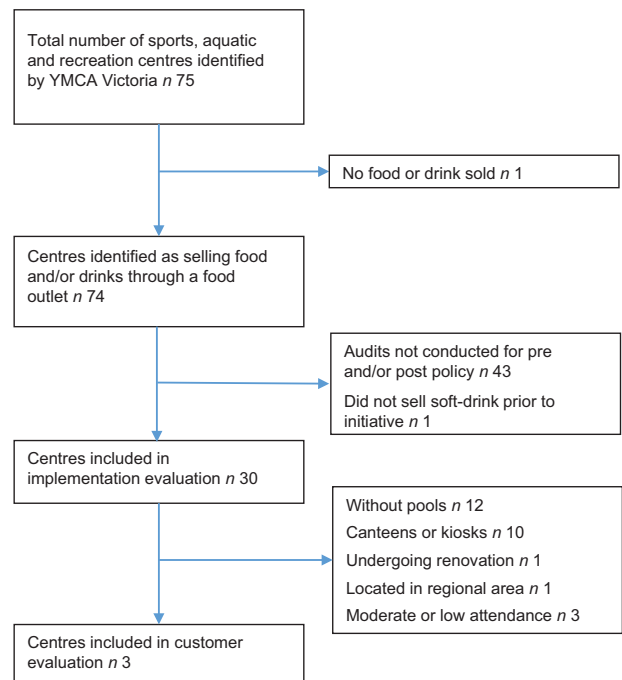 Total number of sports, aquatic
and recreation centres identified
by YMCA Victoria n 75
No food or drink sold n 1
Centres identified as selling food
and/or drinks through a food
outlet n 74
Audits not conducted for pre
and/or post policy n 43
Did not sell soft-drink prior to
initiative n 1
Centres included in
implementation evaluation n 30
Without pools n 12
Canteens or kiosks n 10
Undergoing renovation n 1
Located in regional area n 1
Moderate or low attendance n 3
Centres included in customer
evaluation n 3